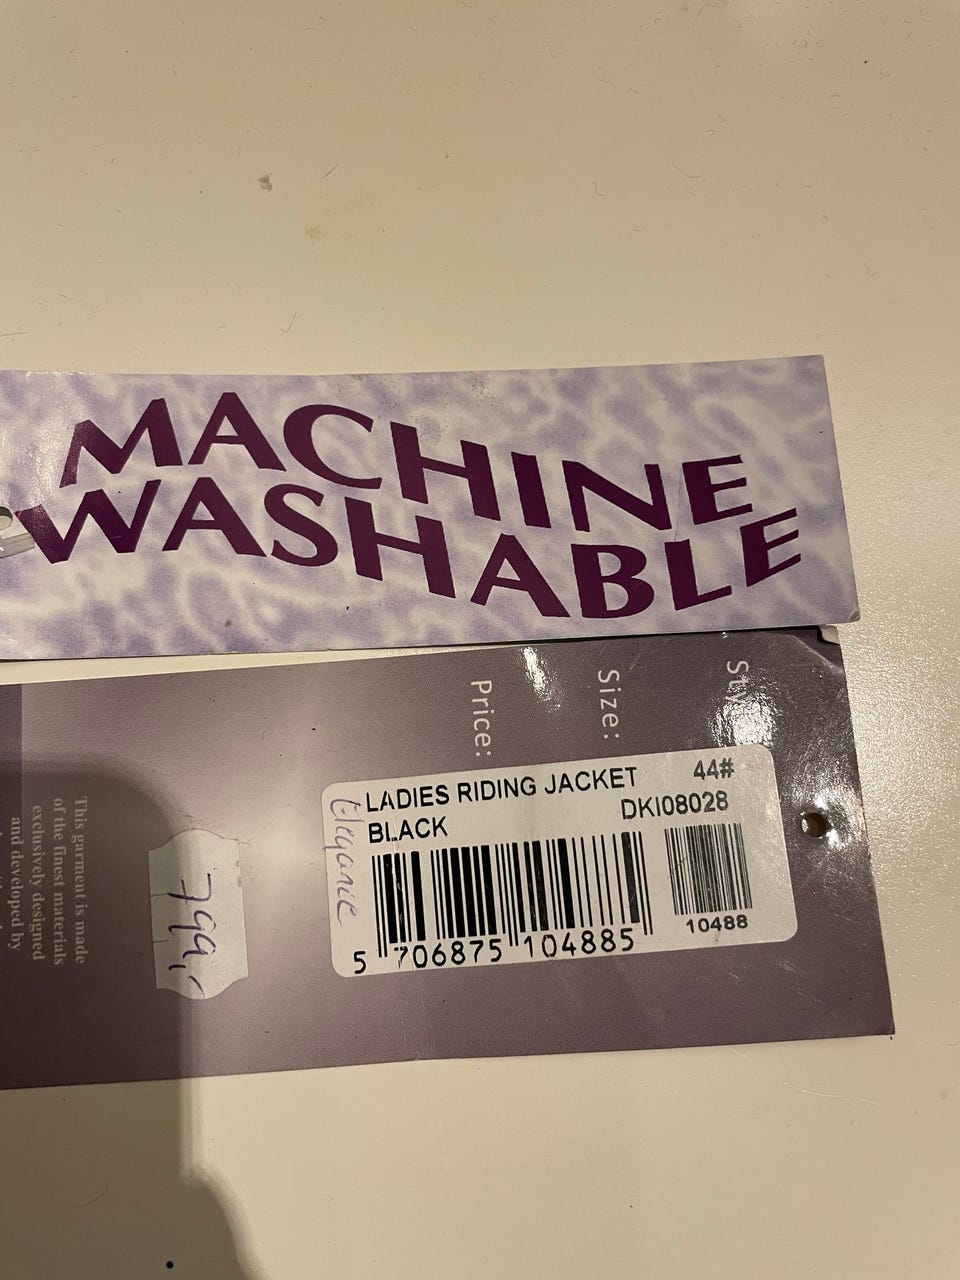 MACHINE
WASHABLE
Price:
Size:
LADIES RIDING JACKET
44#
BLACK
DKI08028
Elegance
5 706875 104885
10488
799,-
This garment is made
of the finest materials
exclusively designed
and developed by